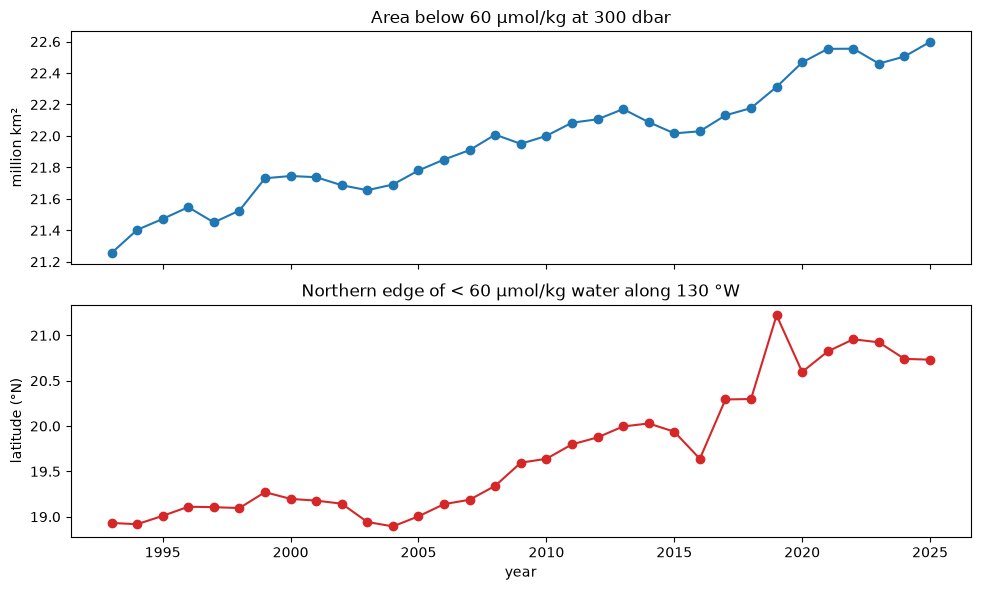 Area below 60 μmol/kg at 300 dbar
million km²
22.6
22.4
22.2
22.0
21.8
21.6
21.4
21.2
Northern edge of < 60 μmol/kg water along 130 °W
latitude (°N)
21.0
20.5
20.0
19.5
19.0
1995 2000 2005 2010 2015 2020 2025
year